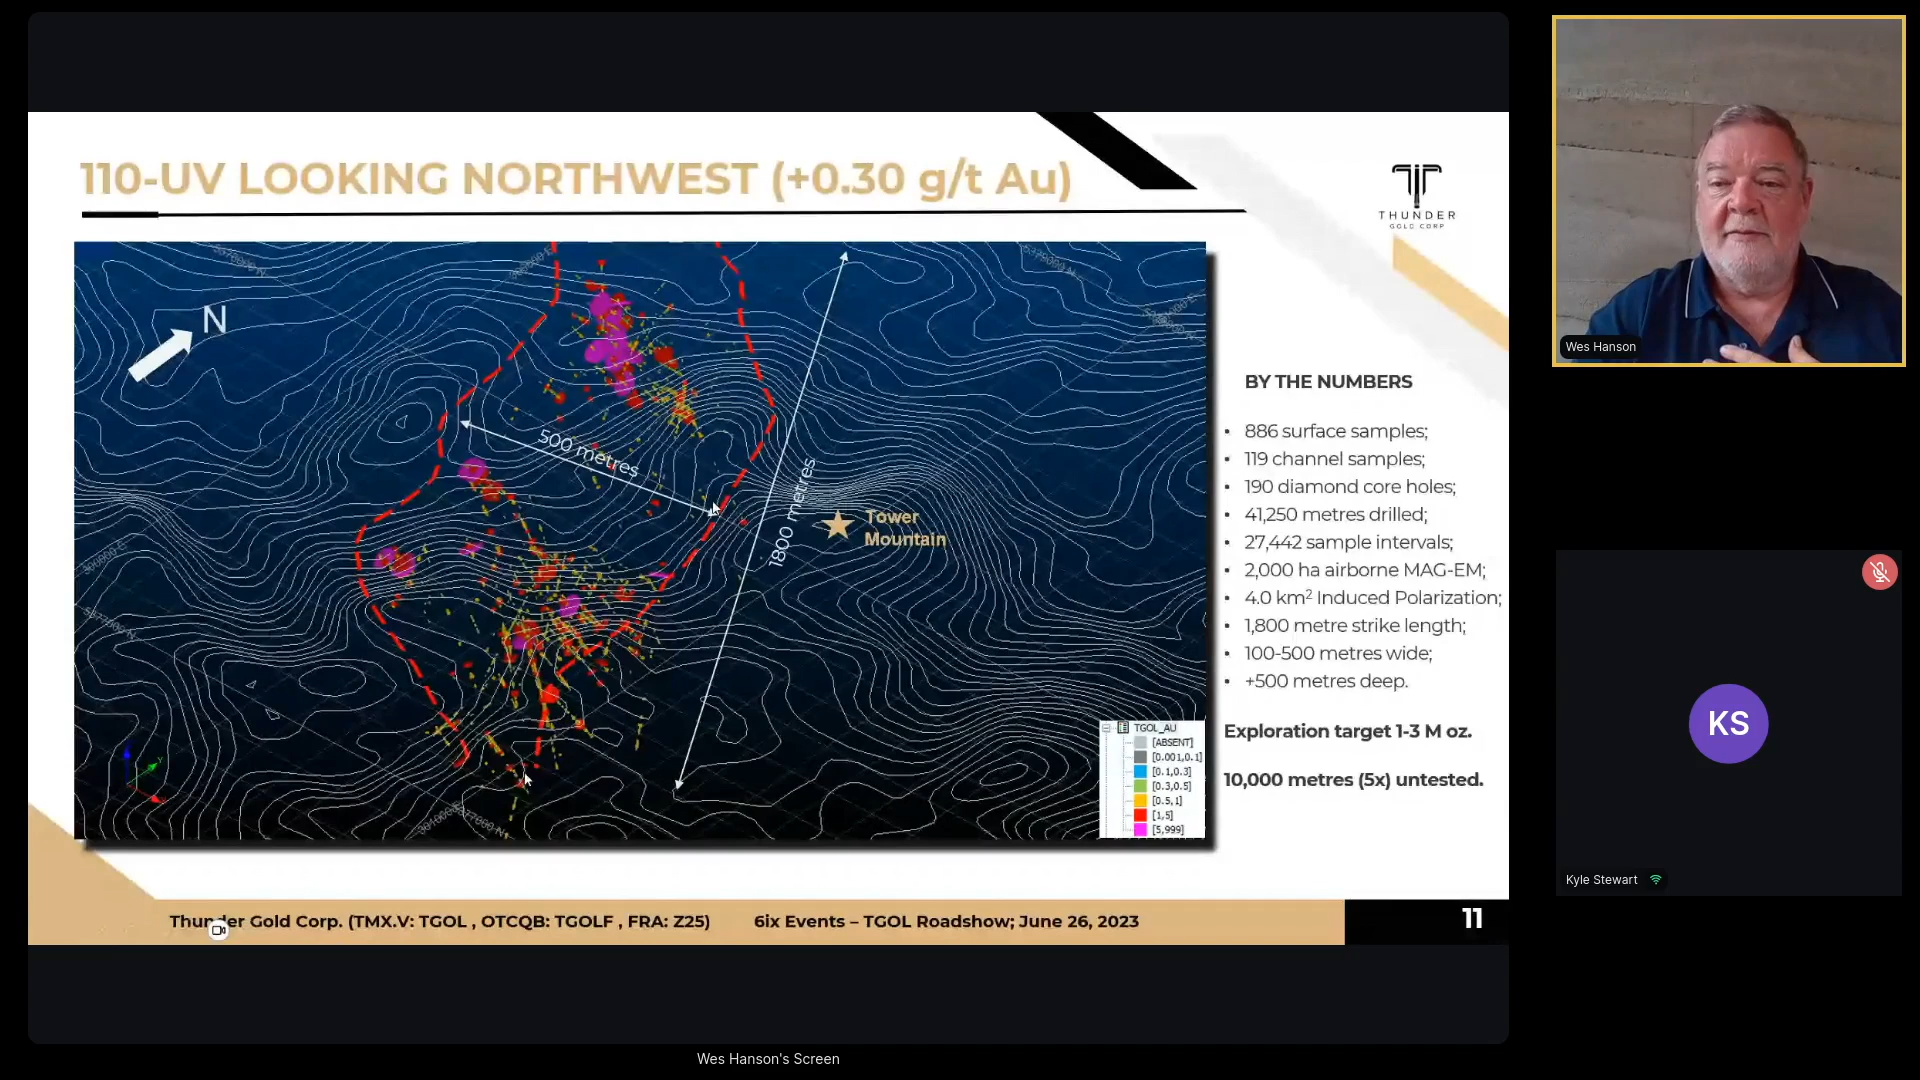 110-UV LOOKING NORTHWEST (+0.30 g/t Au)
THUNDER
GOLD CORP
N
500 metres
1800 metres
Tower
Mountain
TGOL_AU
[ABSENT]
[0.001,0.1]
[0.1,0.3]
[0.3,0.5]
[0.5,1]
[1,5]
[5,999]
BY THE NUMBERS
• 886 surface samples;
• 119 channel samples;
• 190 diamond core holes;
• 41,250 metres drilled;
• 27,442 sample intervals;
• 2,000 ha airborne MAG-EM;
• 4.0 km² Induced Polarization;
• 1,800 metre strike length;
• 100-500 metres wide;
• +500 metres deep.
Exploration target 1-3 M oz.
10,000 metres (5x) untested.
Thunder Gold Corp. (TMX.V: TGOL , OTCQB: TGOLF , FRA: Z25) 6ix Events – TGOL Roadshow; June 26, 2023
11
Wes Hanson
KS
Kyle Stewart
Wes Hanson's Screen